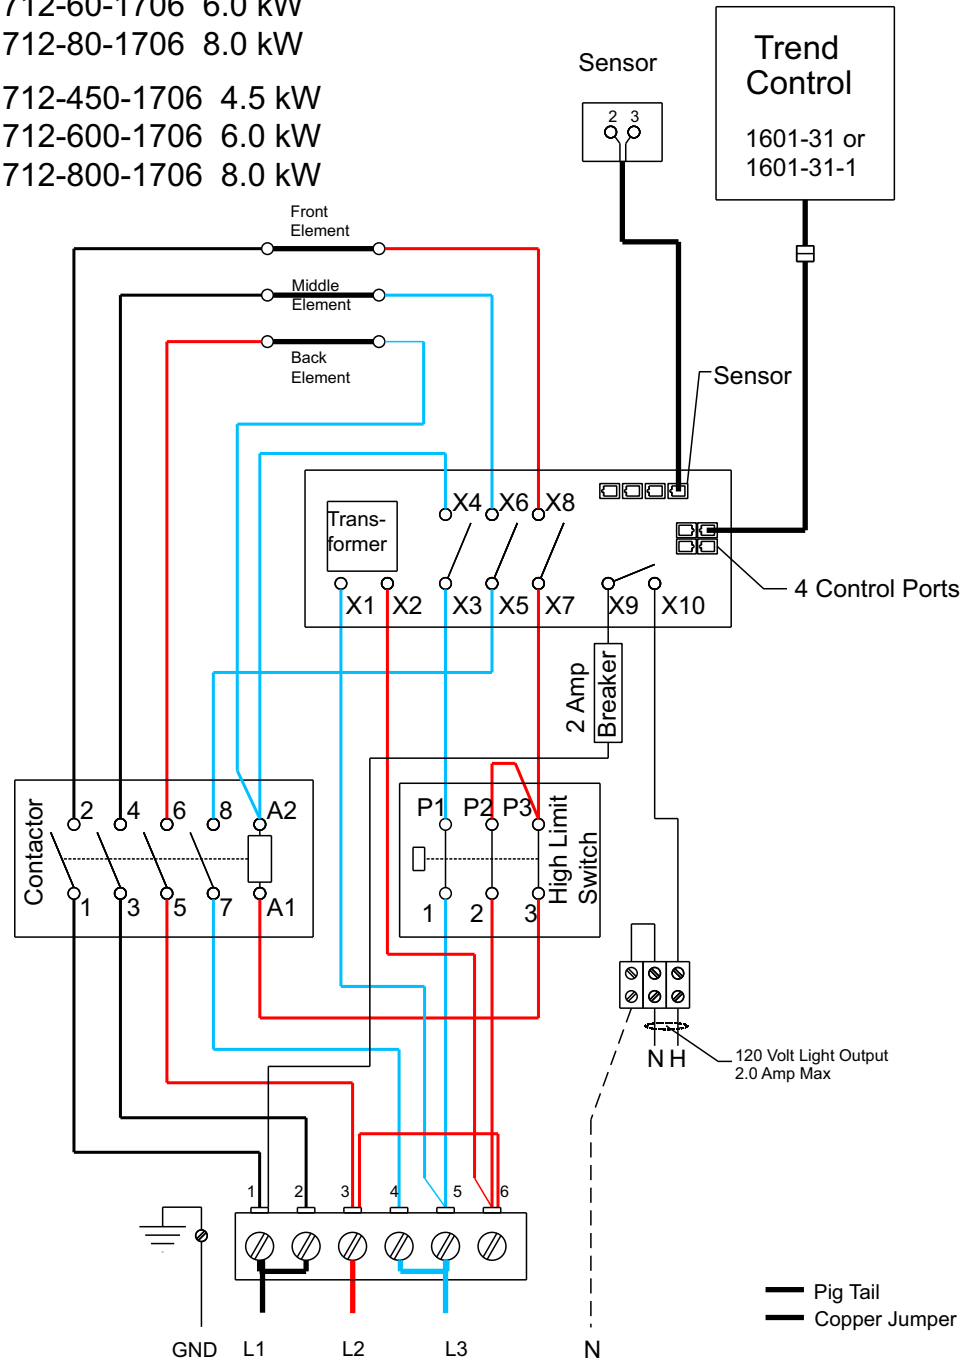 712-60-1706 6.0 kW
712-80-1706 8.0 kW
712-450-1706 4.5 kW
712-600-1706 6.0 kW
712-800-1706 8.0 kW
Sensor
2 3
Trend
Control
1601-31 or
1601-31-1
Front
Element
Middle
Element
Back
Element
Sensor
Trans-
former
X4 X6 X8
X1 X2 X3 X5 X7 X9 X10
4 Control Ports
2 Amp
Breaker
Contactor
2 4 6 8 A2
1 3 5 7 A1
P1 P2 P3
1 2 3
High Limit
Switch
N H
120 Volt Light Output
2.0 Amp Max
1 2 3 4 5 6
GND L1 L2 L3 N
Pig Tail
Copper Jumper